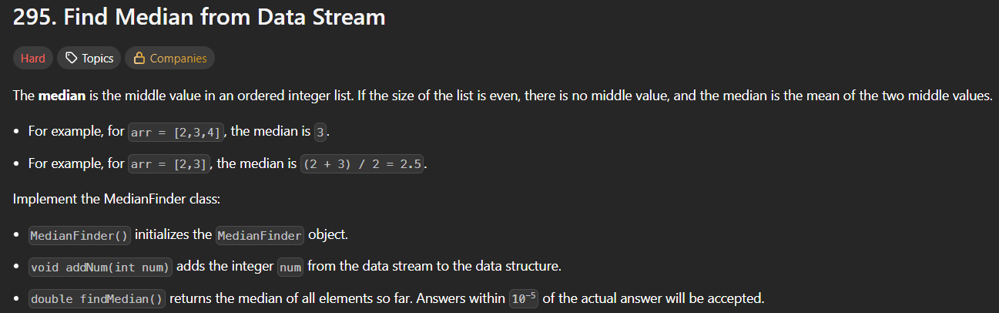 295. Find Median from Data Stream
Hard Topics Companies
The median is the middle value in an ordered integer list. If the size of the list is even, there is no middle value, and the median is the mean of the two middle values.
• For example, for arr = [2,3,4], the median is 3.
• For example, for arr = [2,3], the median is (2 + 3) / 2 = 2.5.
Implement the MedianFinder class:
• MedianFinder() initializes the MedianFinder object.
• void addNum(int num) adds the integer num from the data stream to the data structure.
• double findMedian() returns the median of all elements so far. Answers within 10⁻⁵ of the actual answer will be accepted.